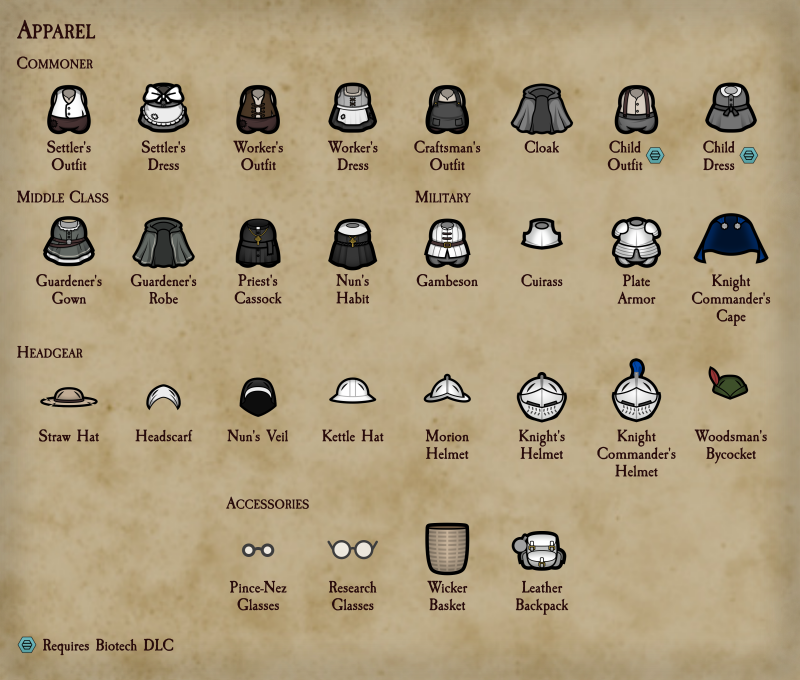 Apparel
Commoner
Settler's Outfit
Settler's Dress
Worker's Outfit
Worker's Dress
Craftsman's Outfit
Cloak
Child Outfit
Child Dress
Middle Class
Military
Guardener's Gown
Guardener's Robe
Priest's Cassock
Nun's Habit
Gambeson
Cuirass
Plate Armor
Knight Commander's Cape
Headgear
Straw Hat
Headscarf
Nun's Veil
Kettle Hat
Morion Helmet
Knight's Helmet
Knight Commander's Helmet
Woodsman's Bycocket
Accessories
Pince-Nez Glasses
Research Glasses
Wicker Basket
Leather Backpack
Requires Biotech DLC